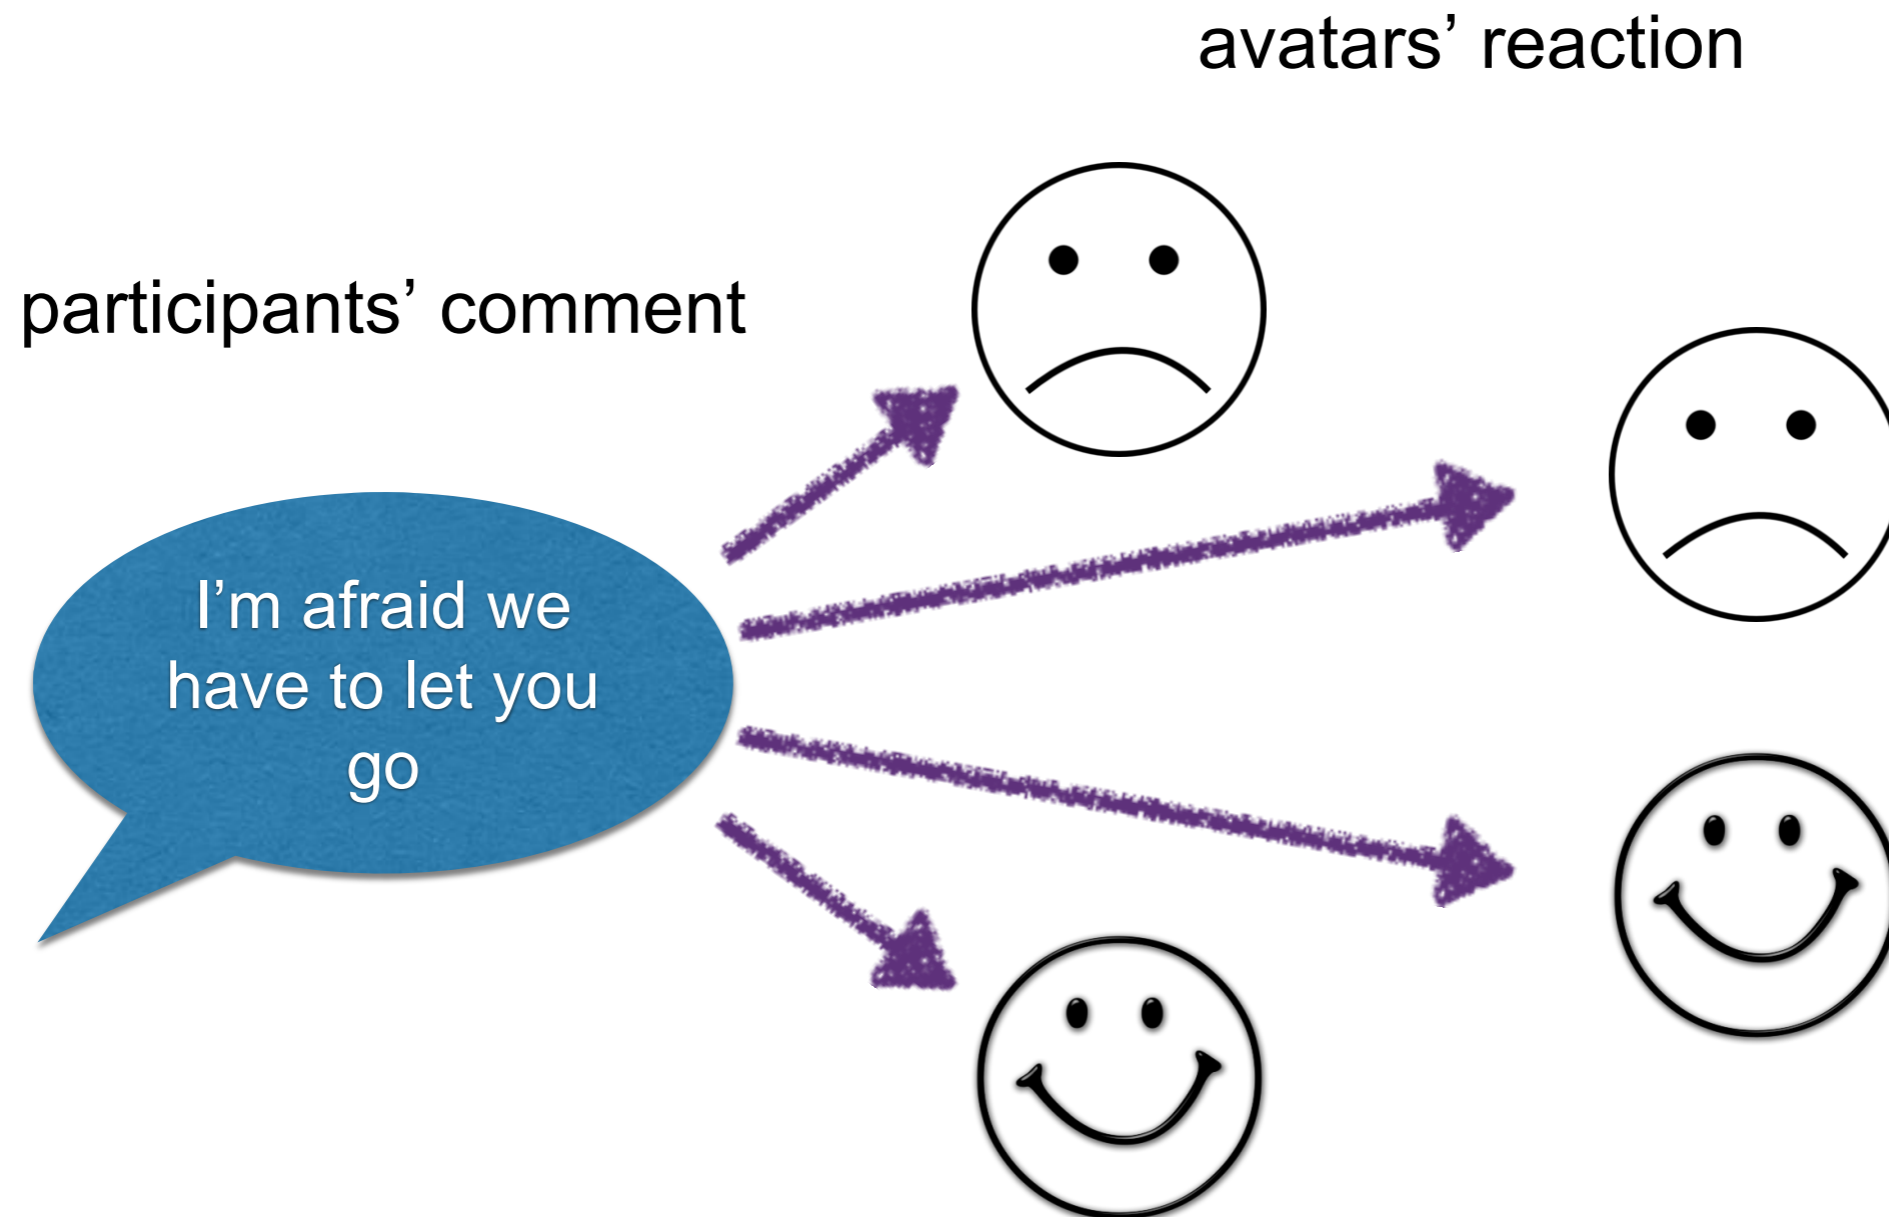 avatars’ reaction
participants’ comment
I’m afraid we
have to let you
go